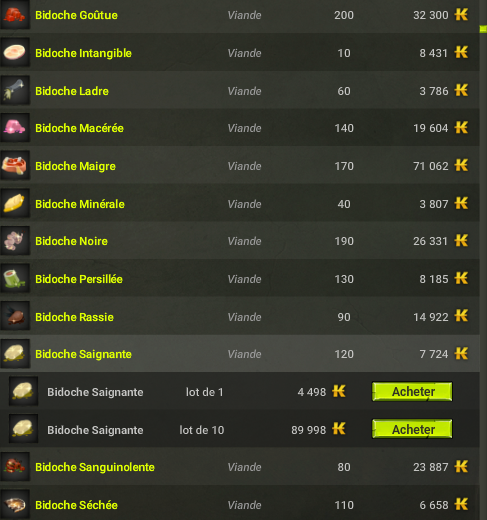 Bidoche Goûtue Viande 200 32 300
Bidoche Intangible Viande 10 8 431
Bidoche Ladre Viande 60 3 786
Bidoche Macérée Viande 140 19 604
Bidoche Maigre Viande 170 71 062
Bidoche Minérale Viande 40 3 807
Bidoche Noire Viande 190 26 331
Bidoche Persillée Viande 130 8 185
Bidoche Rassie Viande 90 14 922
Bidoche Saignante Viande 120 7 724
Bidoche Saignante lot de 1 4 498 Acheter
Bidoche Saignante lot de 10 89 998 Acheter
Bidoche Sanguinolente Viande 80 23 887
Bidoche Séchée Viande 110 6 658